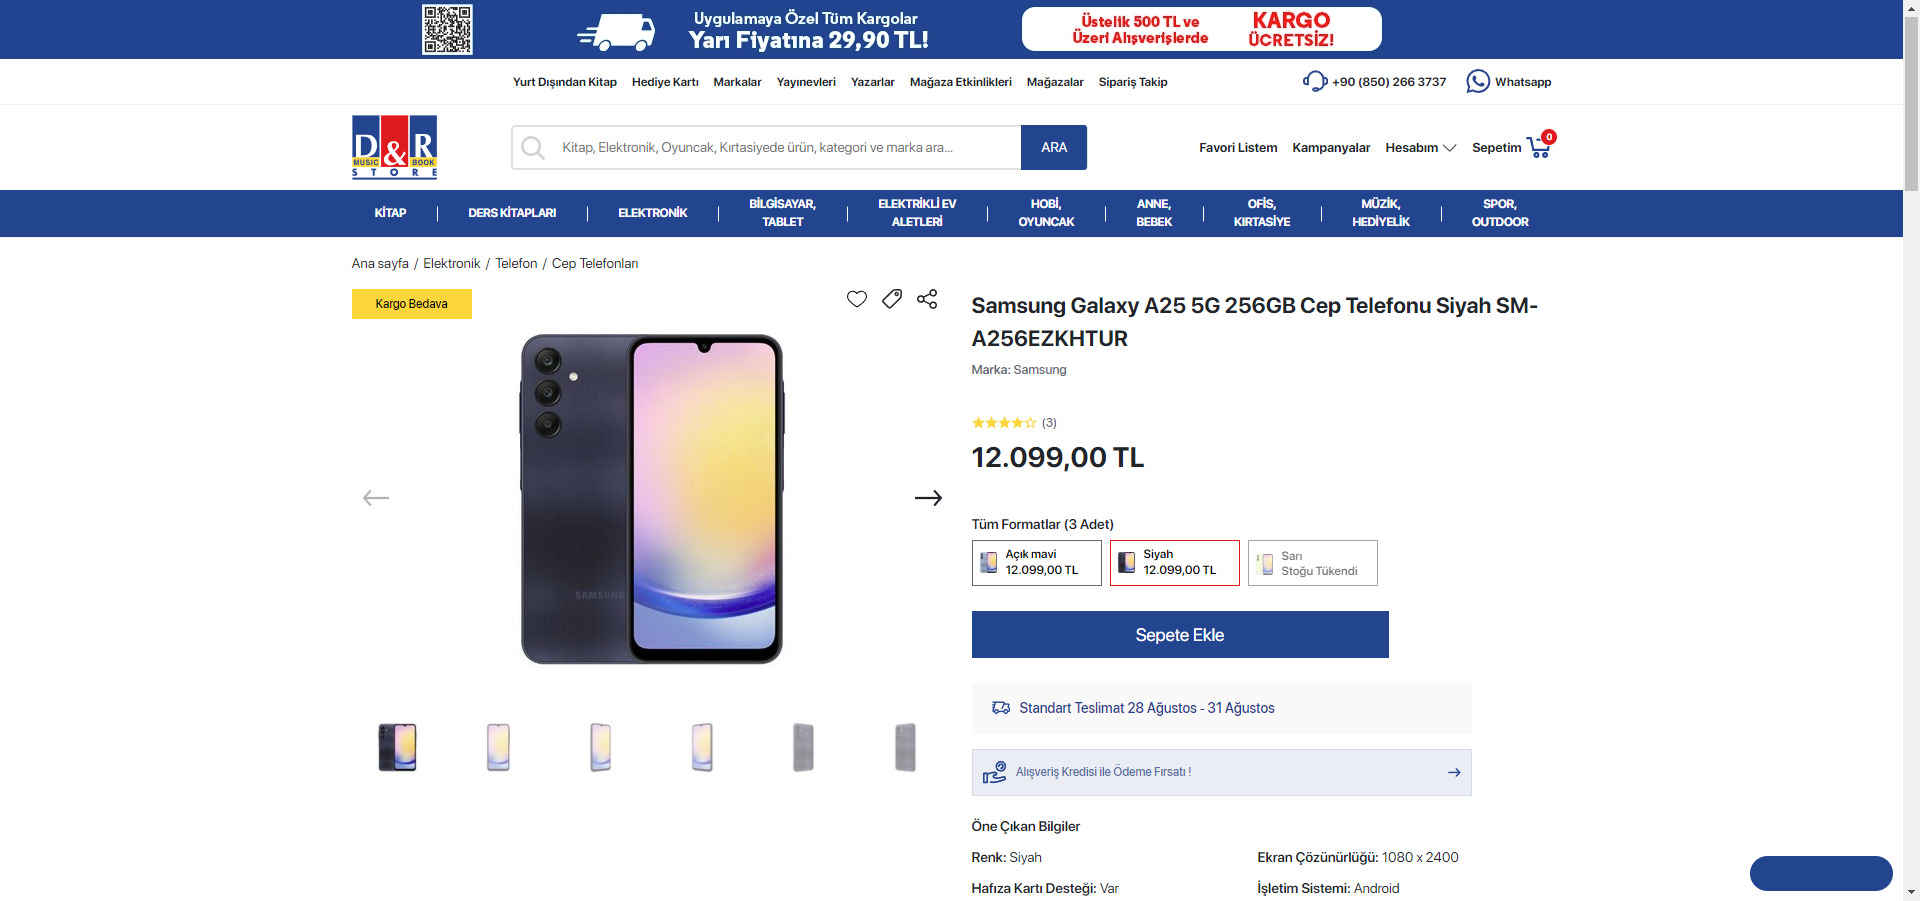 Uygulamaya Özel Tüm Kargolar
Yarı Fiyatına 29,90 TL!
Üstelik 500 TL ve
Üzeri Alışverişlerde
KARGO
ÜCRETSİZ!
Yurt Dışından Kitap Hediye Kartı Markalar Yayınevleri Yazarlar Mağaza Etkinlikleri Mağazalar Sipariş Takip
+90 (850) 266 3737 Whatsapp
D&R
MUSIC BOOK
STORE
Kitap, Elektronik, Oyuncak, Kırtasiyede ürün, kategori ve marka ara...
ARA
Favori Listem Kampanyalar Hesabım Sepetim 0
KİTAP
DERS KİTAPLARI
ELEKTRONİK
BİLGİSAYAR,
TABLET
ELEKTRİKLİ EV
ALETLERİ
HOBİ,
OYUNCAK
ANNE,
BEBEK
OFİS,
KIRTASİYE
MÜZİK,
HEDİYELİK
SPOR,
OUTDOOR
Ana sayfa / Elektronik / Telefon / Cep Telefonları
Kargo Bedava
SAMSUNG
Samsung Galaxy A25 5G 256GB Cep Telefonu Siyah SM-
A256EZKHTUR
Marka: Samsung
(3)
12.099,00 TL
Tüm Formatlar (3 Adet)
Açık mavi
12.099,00 TL
Siyah
12.099,00 TL
Sarı
Stoğu Tükendi
Sepete Ekle
Standart Teslimat 28 Ağustos - 31 Ağustos
Alışveriş Kredisi ile Ödeme Fırsatı !
Öne Çıkan Bilgiler
Renk: Siyah
Ekran Çözünürlüğü: 1080 x 2400
Hafıza Kartı Desteği: Var
İşletim Sistemi: Android